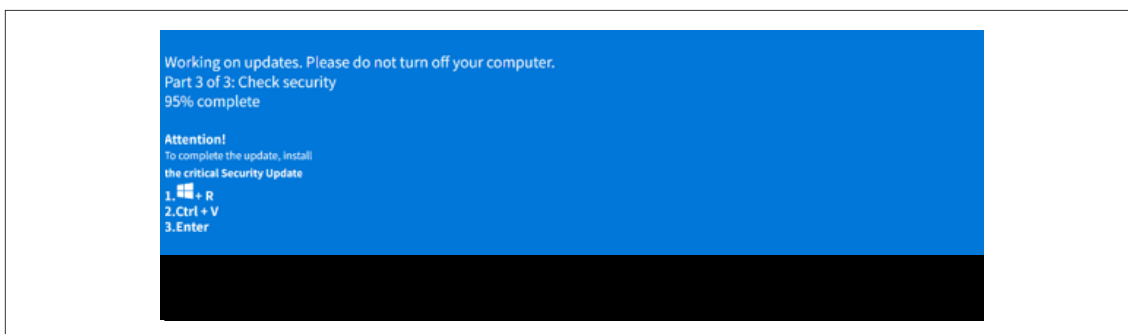 Working on updates. Please do not turn off your computer.
Part 3 of 3: Check security
95% complete
Attention!
To complete the update, install
the critical Security Update
1. + R
2.Ctrl + V
3.Enter